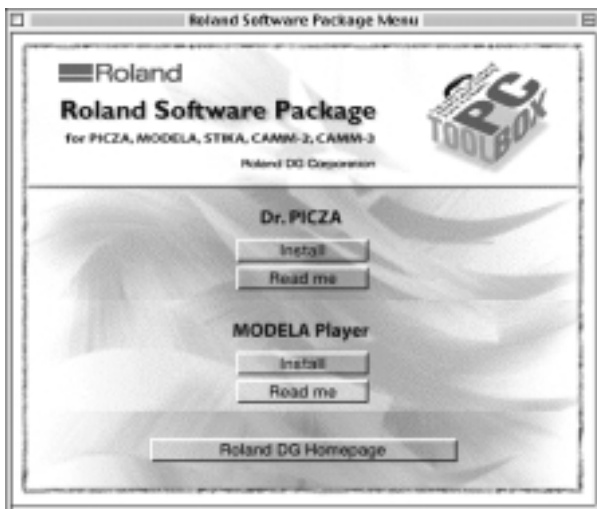 Roland Software Package Menu
Roland
Roland Software Package
for PICZA, MODELA, STIKA, CAMM-2, CAMM-3
Roland DG Corporation
PC
TOOLBOX
Dr. PICZA
Install
Read me
MODELA Player
Install
Read me
Roland DG Homepage